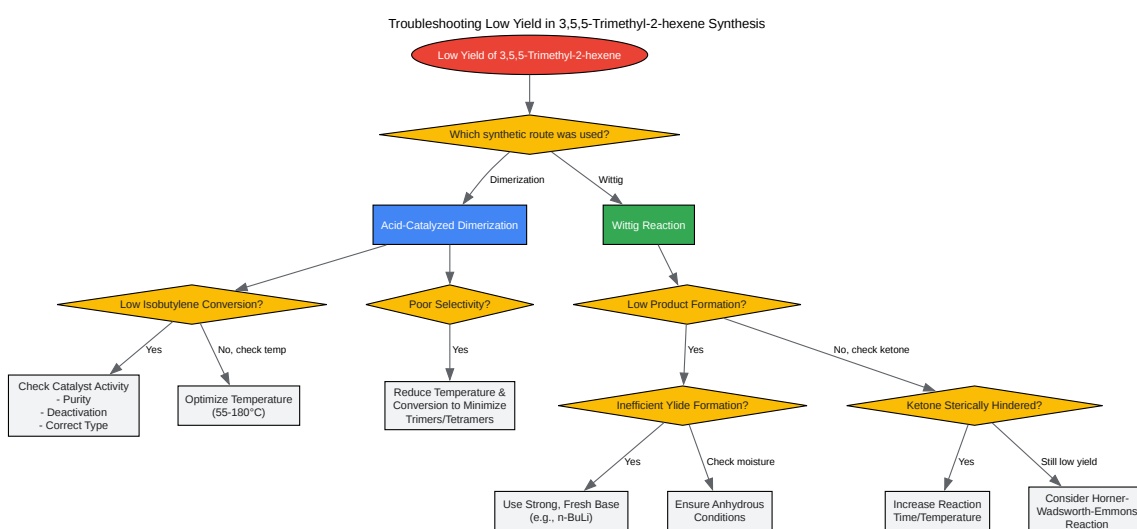 Troubleshooting Low Yield in 3,5,5-Trimethyl-2-hexene Synthesis
Low Yield of 3,5,5-Trimethyl-2-hexene
Which synthetic route was used?
Dimerization
Wittig
Acid-Catalyzed Dimerization
Wittig Reaction
Low Isobutylene Conversion?
Poor Selectivity?
Low Product Formation?
Yes
No, check temp
Yes
Yes
No, check ketone
Check Catalyst Activity
- Purity
- Deactivation
- Correct Type
Optimize Temperature
(55-180°C)
Reduce Temperature &
Conversion to Minimize
Trimers/Tetramers
Inefficient Ylide Formation?
Ketone Sterically Hindered?
Yes
Check moisture
Yes
Still low yield
Use Strong, Fresh Base
(e.g., n-BuLi)
Ensure Anhydrous
Conditions
Increase Reaction
Time/Temperature
Consider Horner-
Wadsworth-Emmons
Reaction